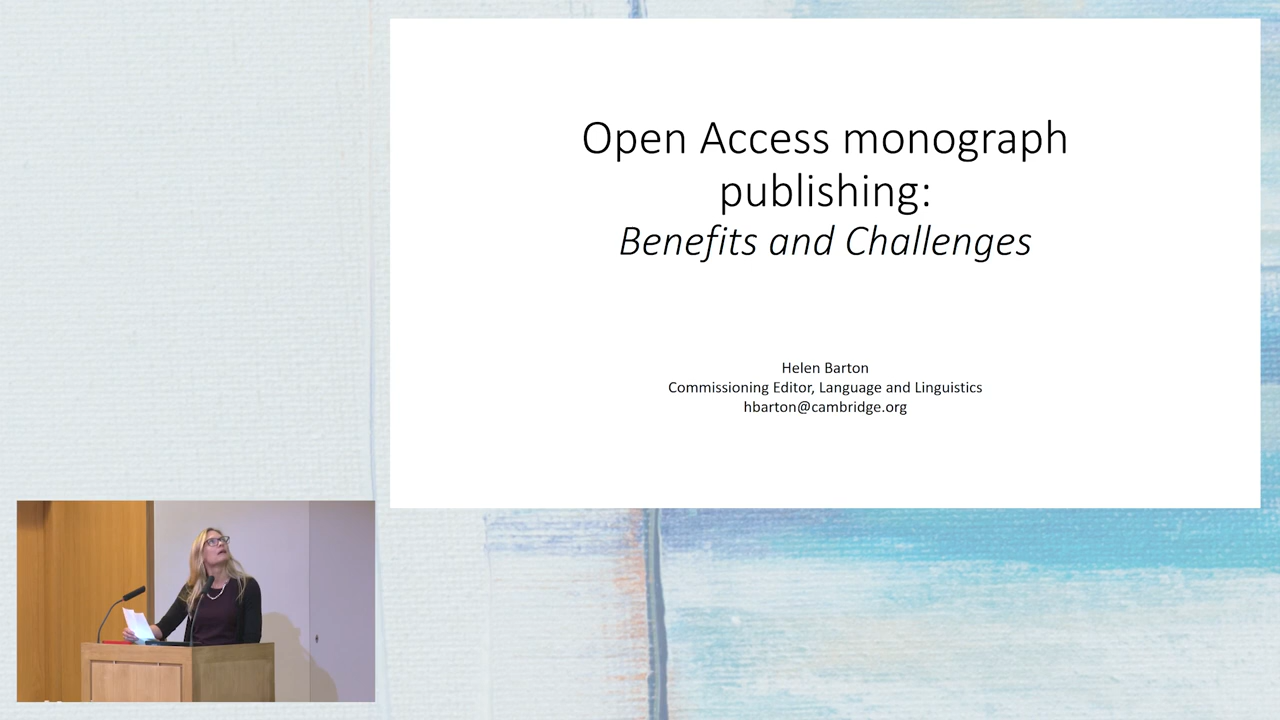 Open Access monograph
publishing:
Benefits and Challenges
Helen Barton
Commissioning Editor, Language and Linguistics
hbarton@cambridge.org